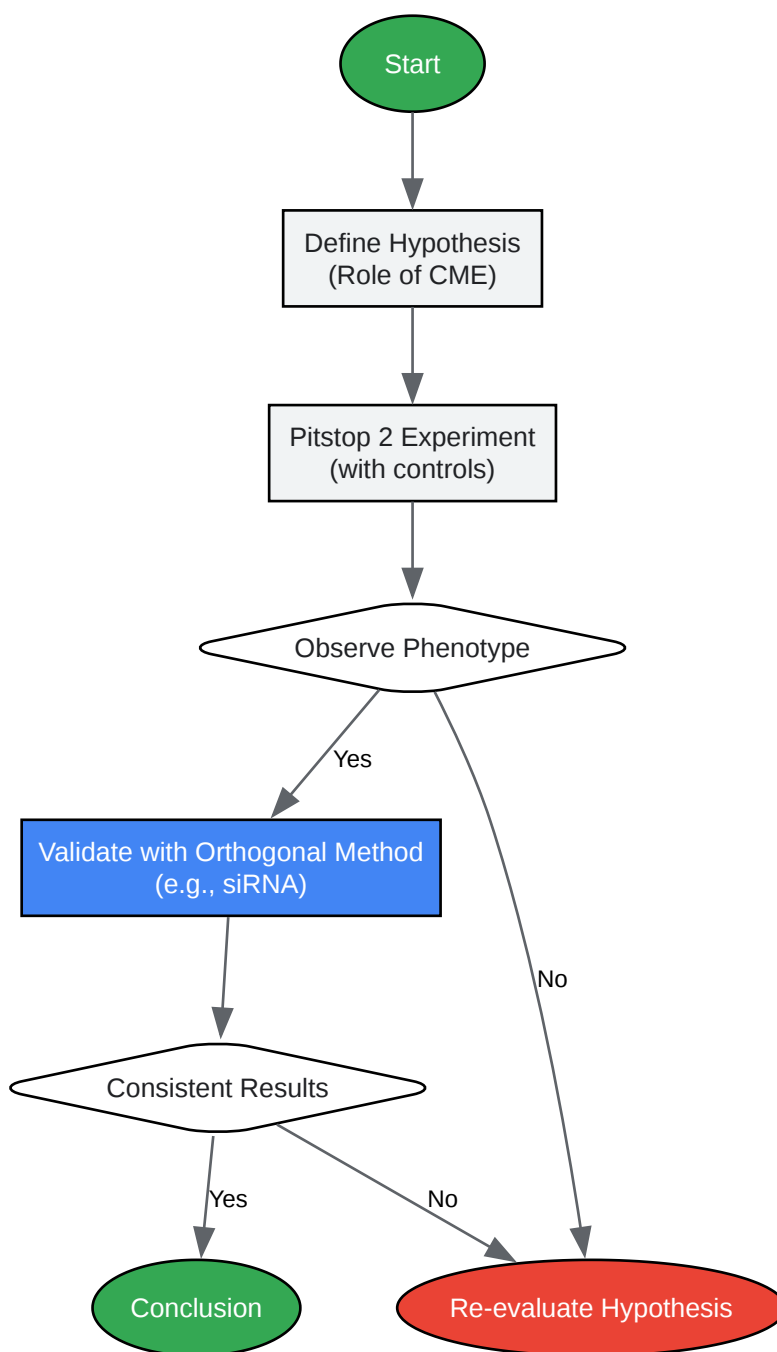 Start
Define Hypothesis
(Role of CME)
Pitstop 2 Experiment
(with controls)
Observe Phenotype
Yes
Validate with Orthogonal Method
(e.g., siRNA)
No
Consistent Results
Yes
No
Conclusion
Re-evaluate Hypothesis